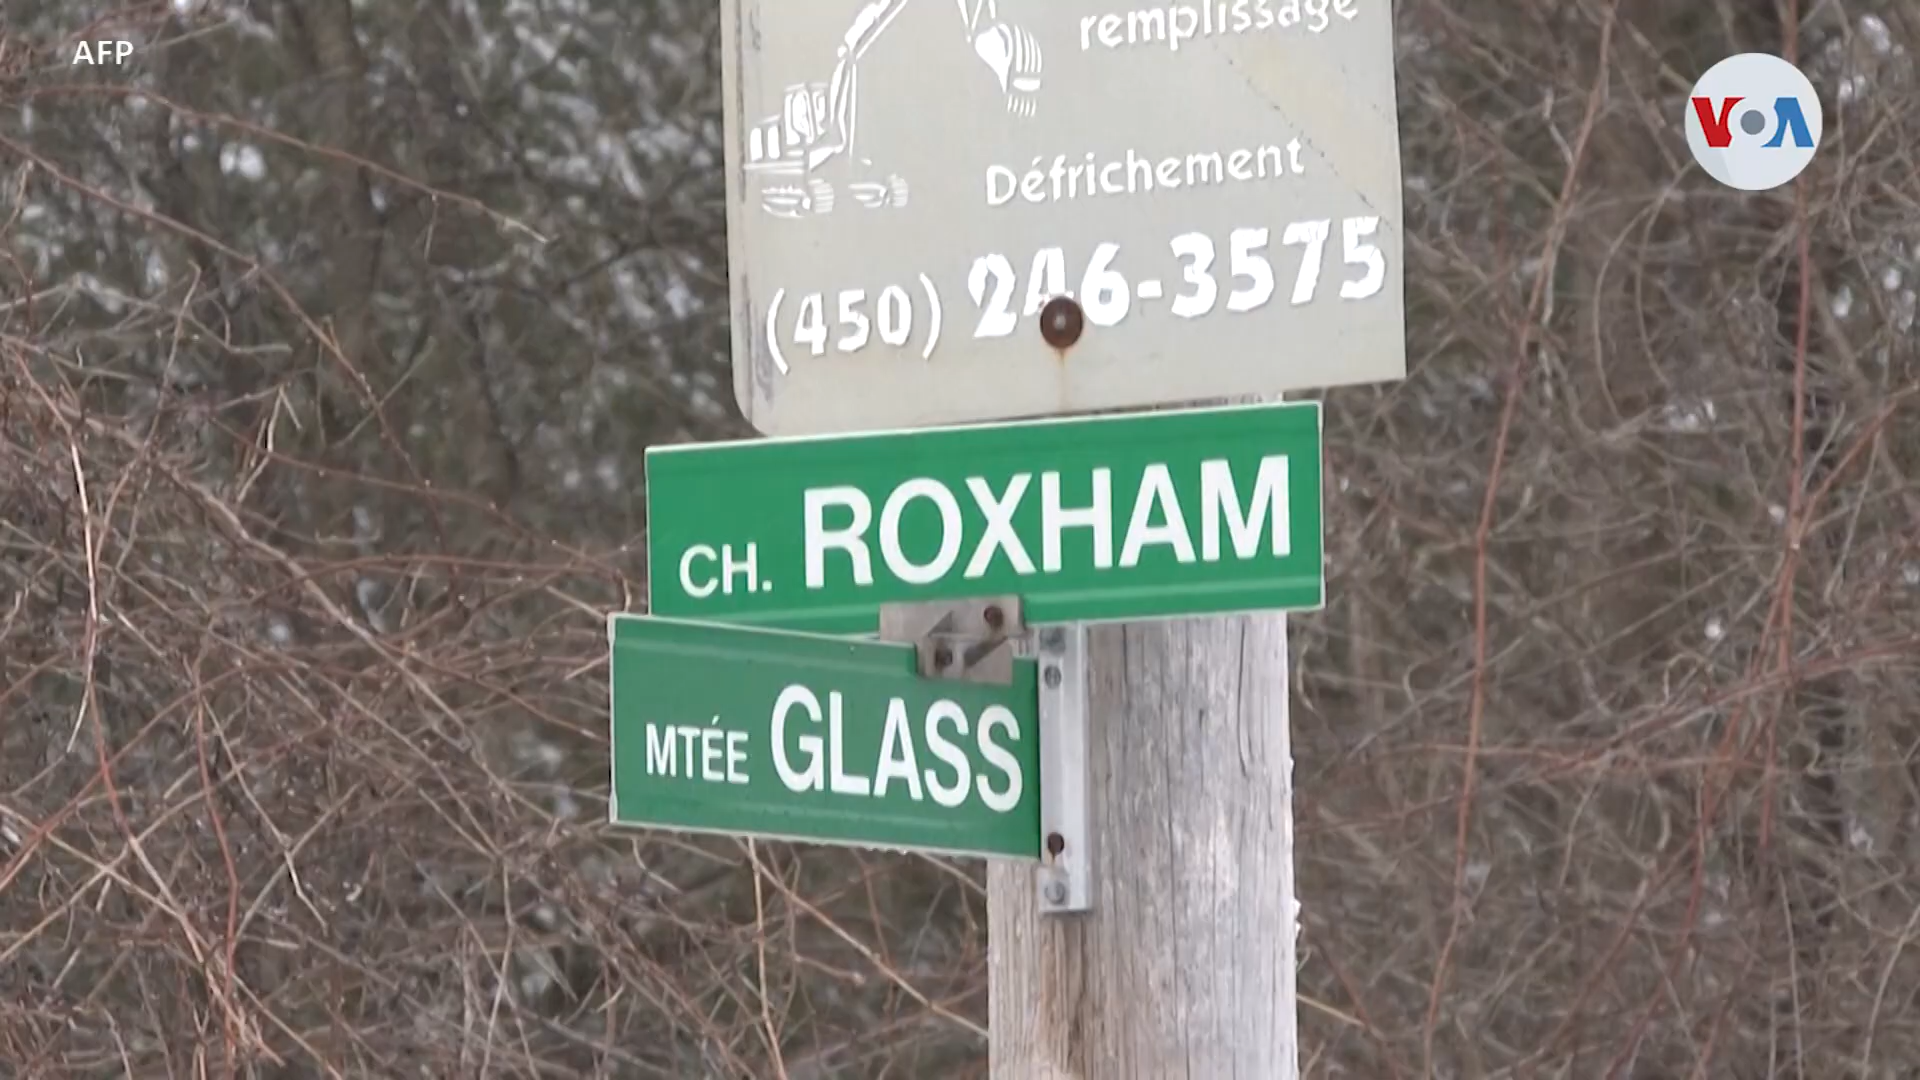 AFP
VOA
remplissage
Défrichement
(450) 246-3575
CH. ROXHAM
MTÉE GLASS